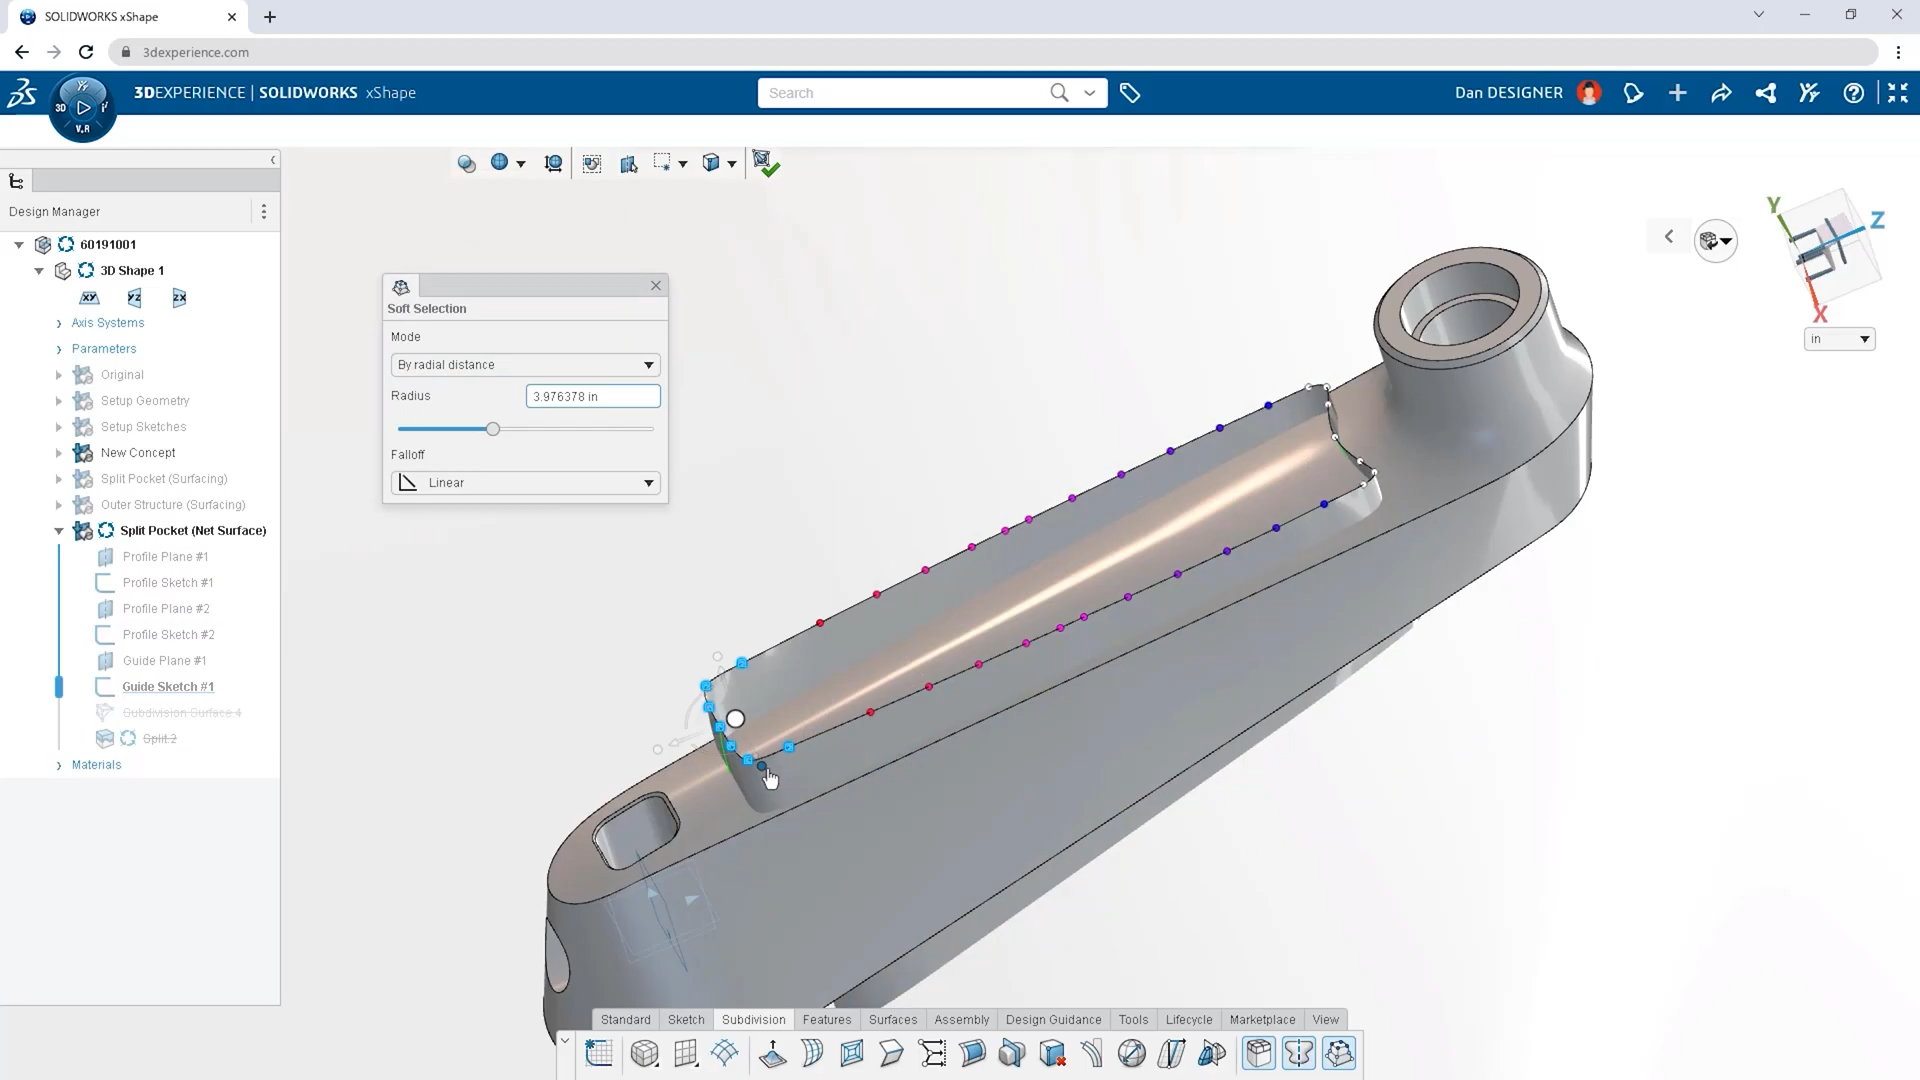 SOLIDWORKS xShape
3dexperience.com
3DEXPERIENCE | SOLIDWORKS xShape
Search
Dan DESIGNER
3D
V.R
Design Manager
60191001
3D Shape 1
XY
YZ
ZX
Axis Systems
Parameters
Original
Setup Geometry
Setup Sketches
New Concept
Split Pocket (Surfacing)
Outer Structure (Surfacing)
Split Pocket (Net Surface)
Profile Plane #1
Profile Sketch #1
Profile Plane #2
Profile Sketch #2
Guide Plane #1
Guide Sketch #1
Subdivision Surface.4
Split.2
Materials
Soft Selection
Mode
By radial distance
Radius
3.976378 in
Falloff
Linear
Y
Z
X
in
Standard
Sketch
Subdivision
Features
Surfaces
Assembly
Design Guidance
Tools
Lifecycle
Marketplace
View